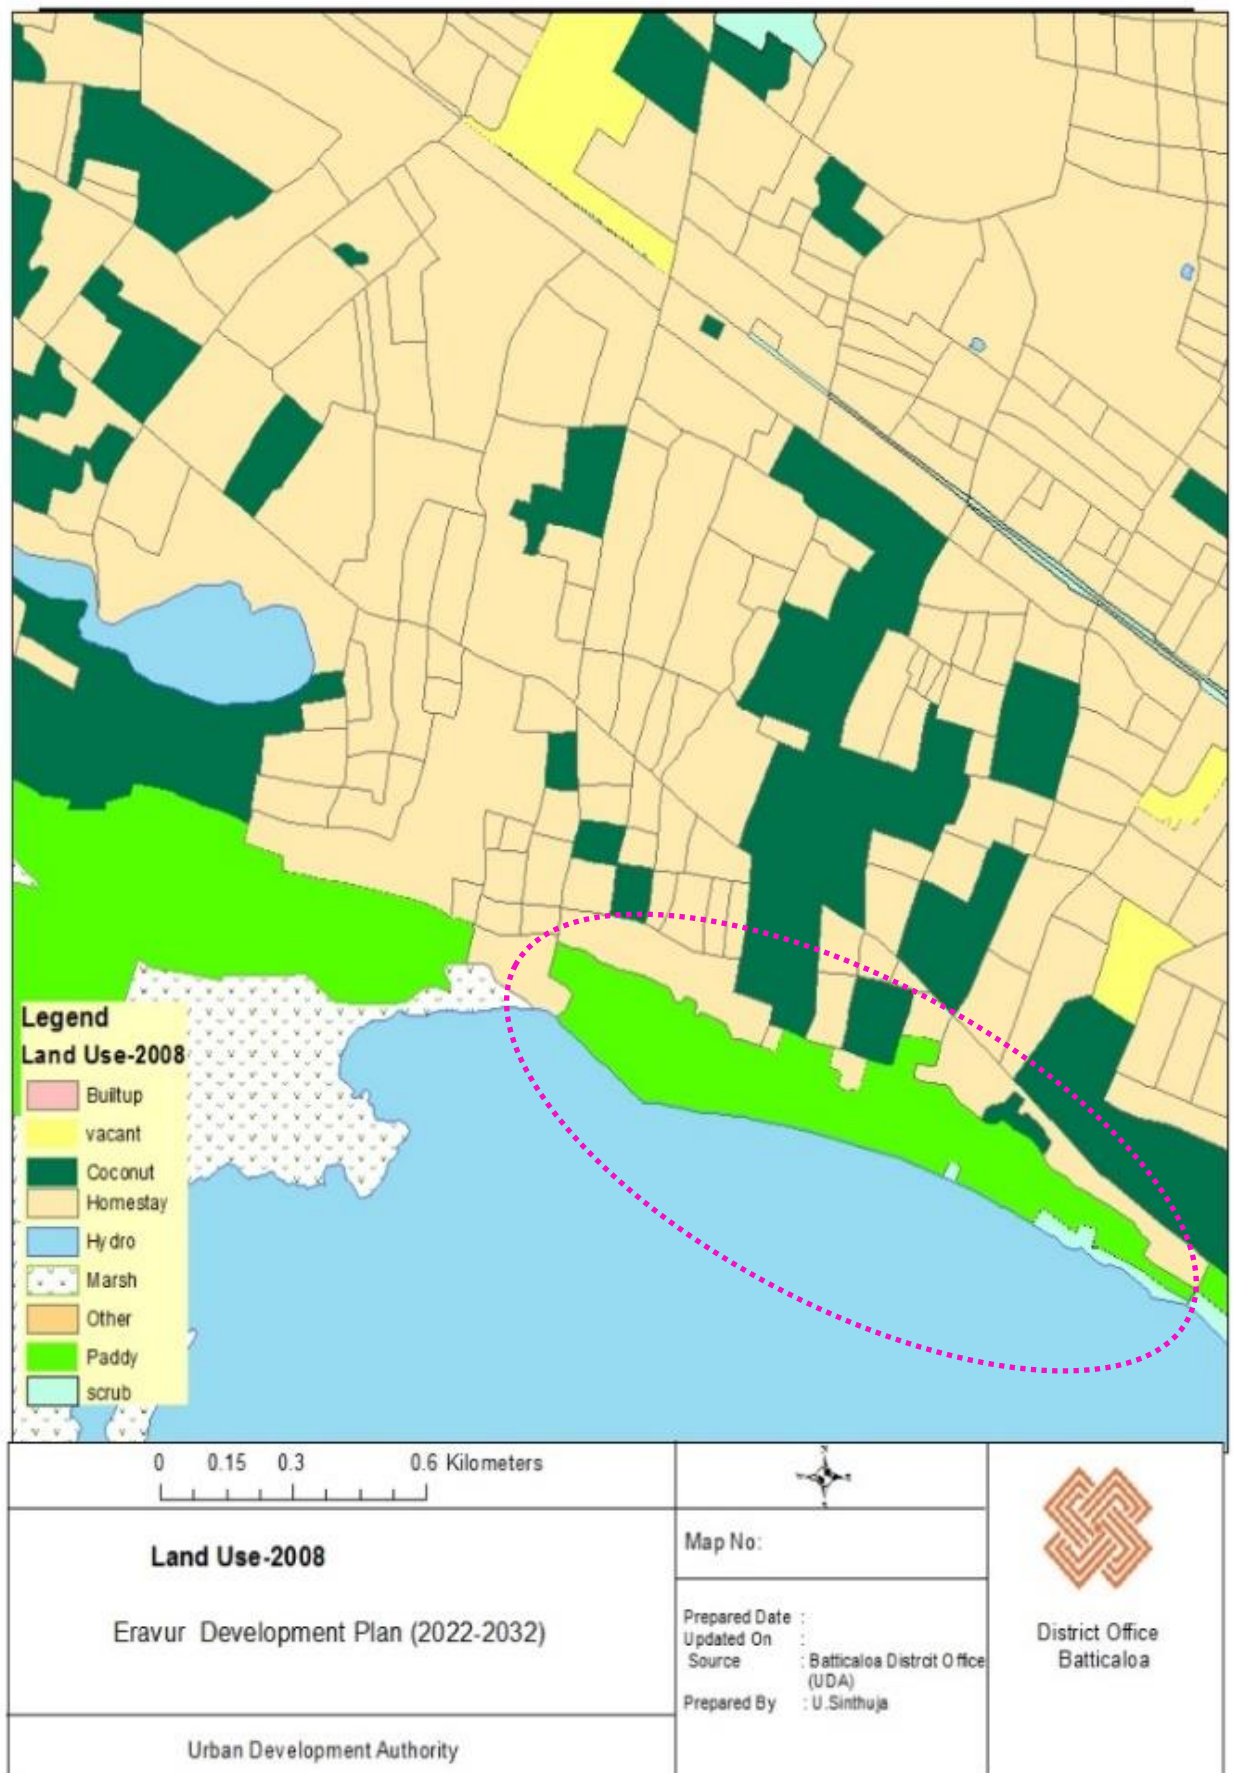 Legend
Land Use-2008
Builtup
vacant
Coconut
Homestay
Hydro
Marsh
Other
Paddy
scrub
0 0.15 0.3 0.6 Kilometers
Land Use-2008
Eravur Development Plan (2022-2032)
Urban Development Authority
Map No:
Prepared Date :
Updated On :
Source : Batticaloa Distrcit Office
(UDA)
Prepared By : U.Sinthuja
District Office
Batticaloa